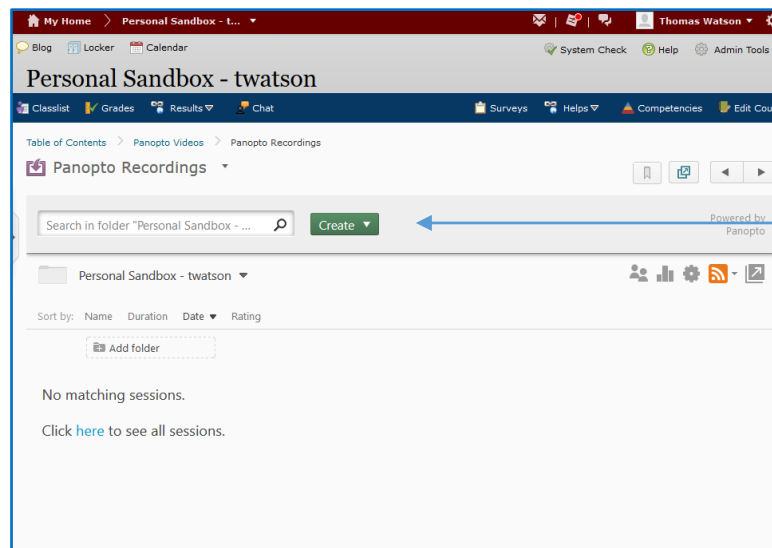 My Home Personal Sandbox - t... Thomas Watson
Blog Locker Calendar System Check Help Admin Tools
Personal Sandbox - twatson
Classlist Grades Results Chat Surveys Helps Competencies Edit Cou
Table of Contents Panopto Videos Panopto Recordings
Panopto Recordings
Search in folder "Personal Sandbox - ... Create Powered by
Panopto
Personal Sandbox - twatson
Sort by: Name Duration Date Rating
Add folder
No matching sessions.
Click here to see all sessions.